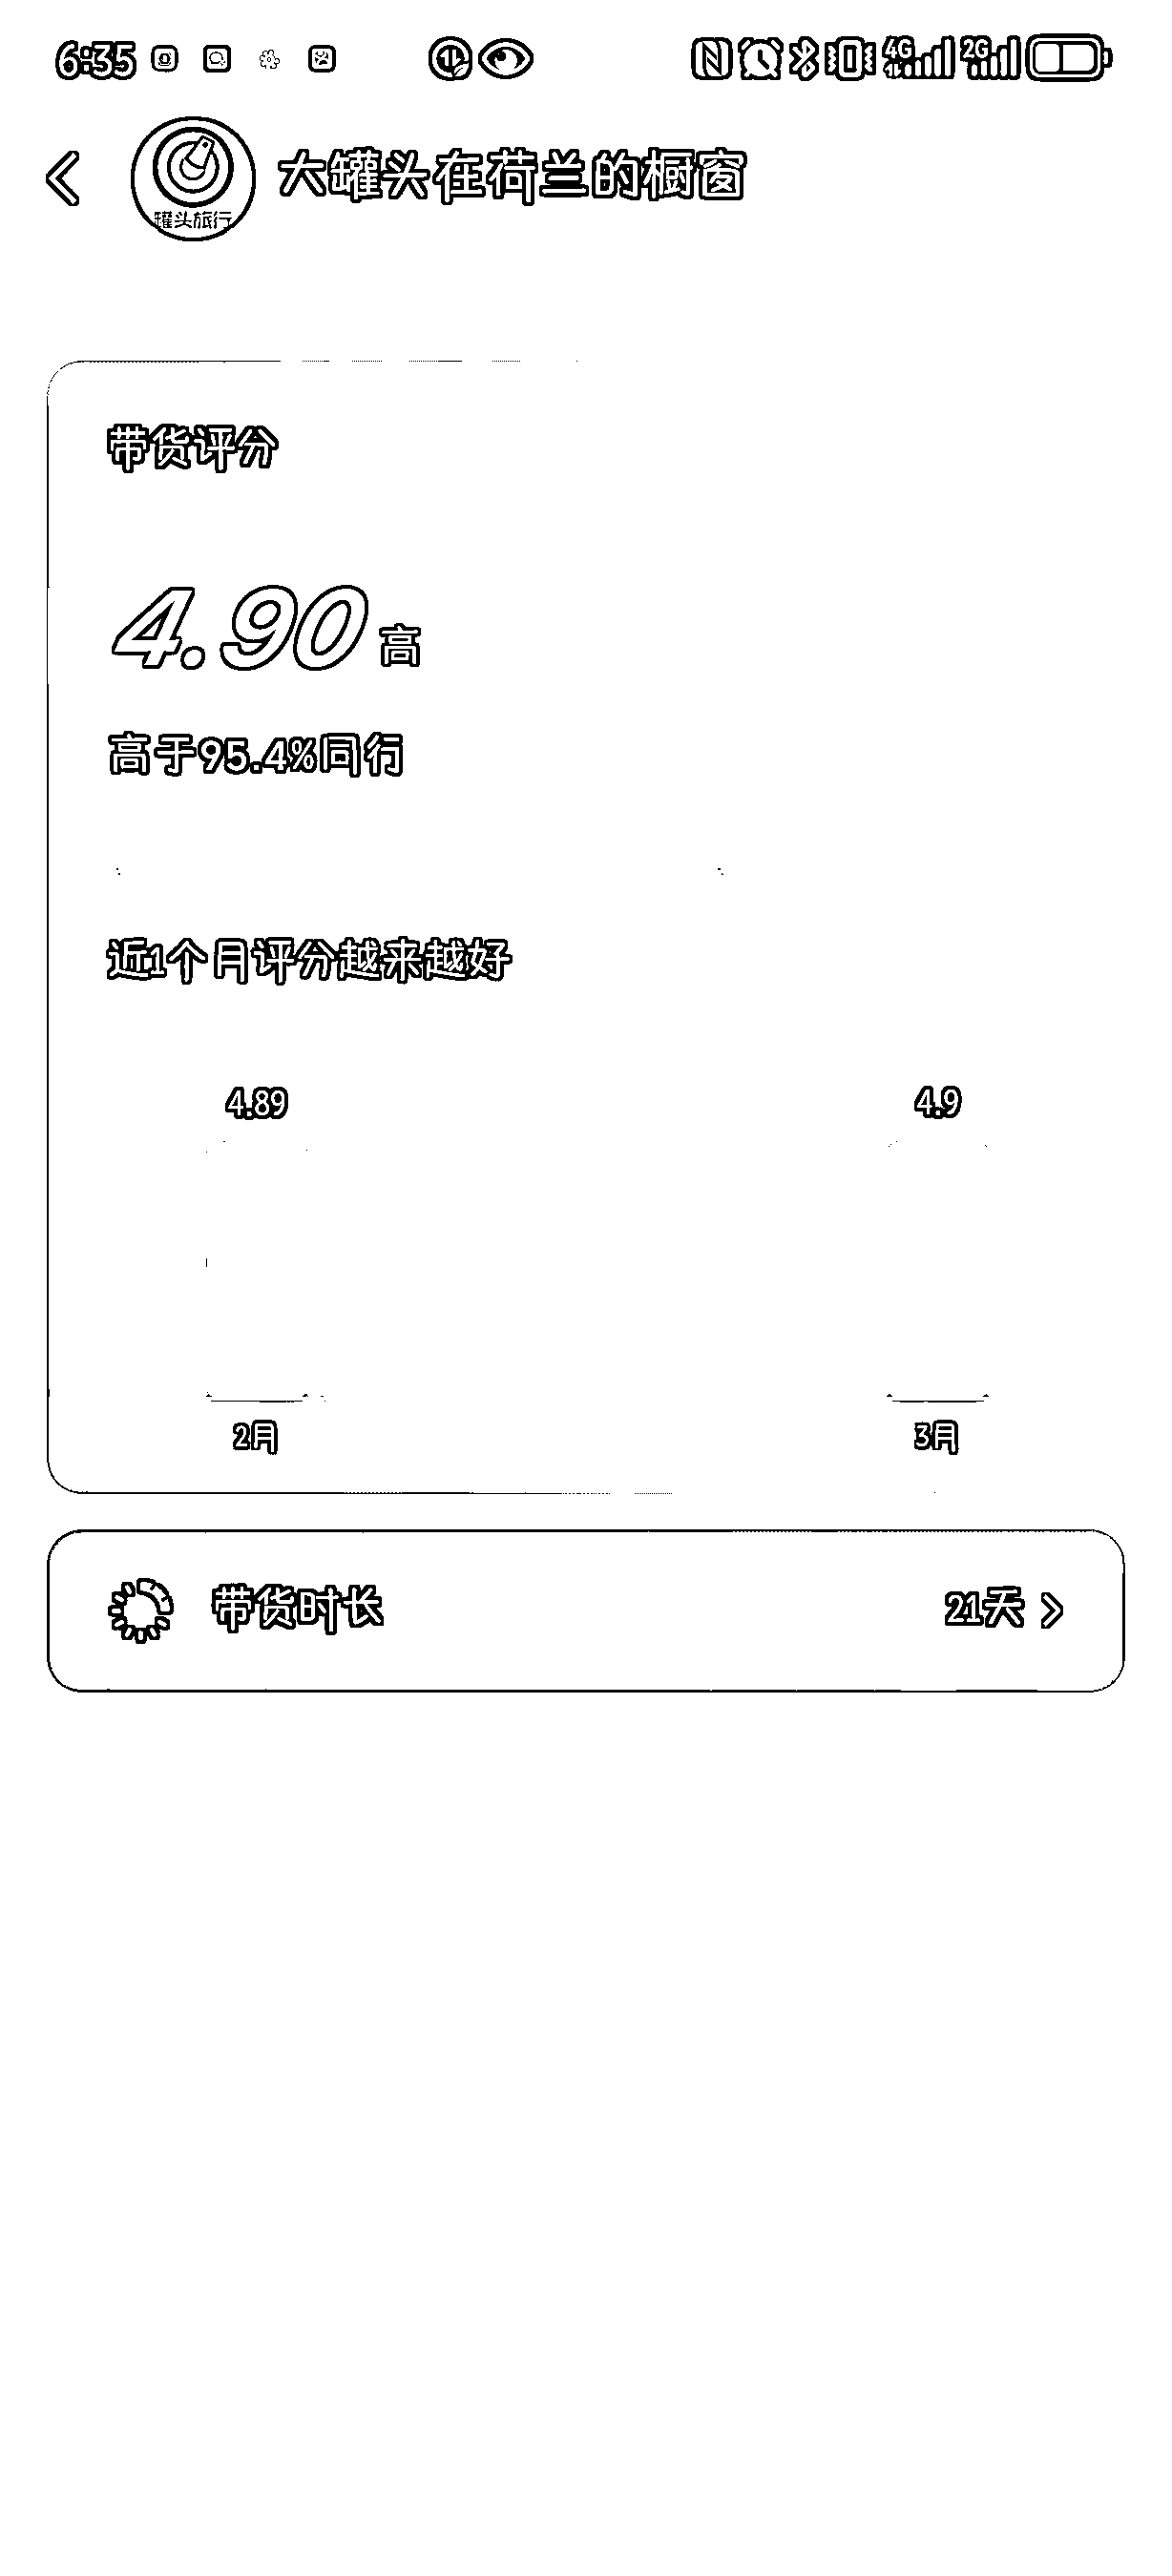 6:35
4G
2G
大罐头在荷兰的橱窗
罐头旅行
带货评分
4.90 高
高于95.4%同行
近1个月评分越来越好
4.89
4.9
2月
3月
带货时长
21天